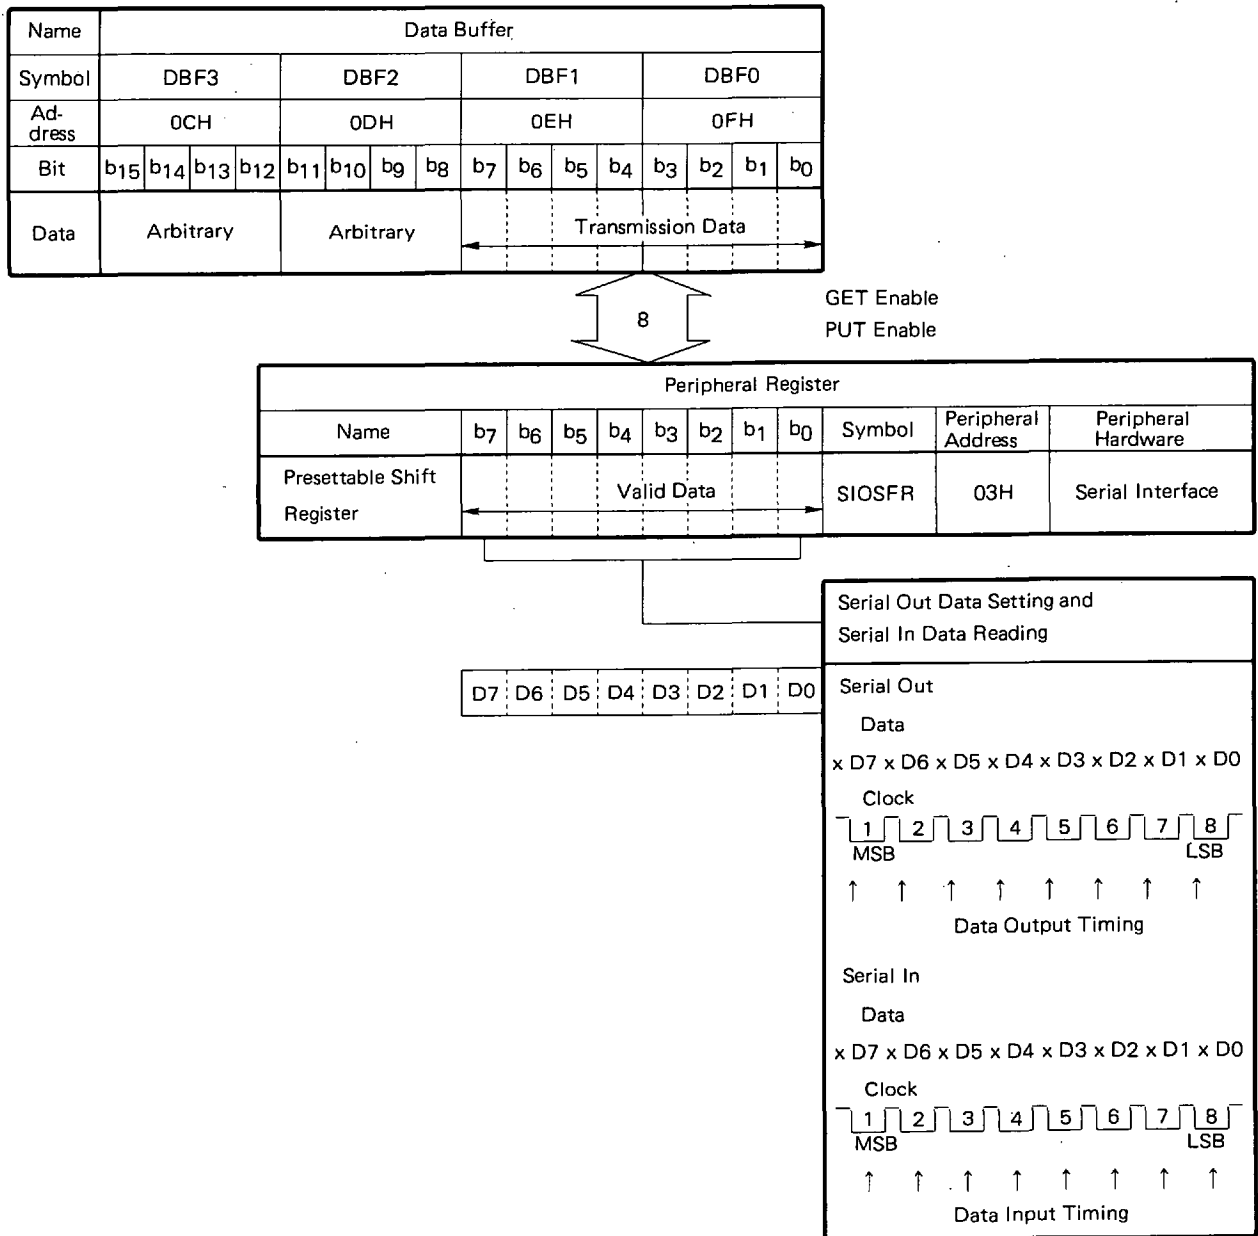 Name Data Buffer
Symbol DBF3 DBF2 DBF1 DBF0
Ad-
dress 0CH 0DH 0EH 0FH
Bit b15 b14 b13 b12 b11 b10 b9 b8 b7 b6 b5 b4 b3 b2 b1 b0
Data Arbitrary Arbitrary Transmission Data
8
GET Enable
PUT Enable
Peripheral Register
Name b7 b6 b5 b4 b3 b2 b1 b0 Symbol Peripheral Address Peripheral Hardware
Presettable Shift
Register Valid Data SIOSFR 03H Serial Interface
Serial Out Data Setting and
Serial In Data Reading
D7 D6 D5 D4 D3 D2 D1 D0
Serial Out
Data
x D7 x D6 x D5 x D4 x D3 x D2 x D1 x D0
Clock
1 2 3 4 5 6 7 8
MSB LSB
↑ ↑ ↑ ↑ ↑ ↑ ↑ ↑
Data Output Timing
Serial In
Data
x D7 x D6 x D5 x D4 x D3 x D2 x D1 x D0
Clock
1 2 3 4 5 6 7 8
MSB LSB
↑ ↑ ↑ ↑ ↑ ↑ ↑ ↑
Data Input Timing